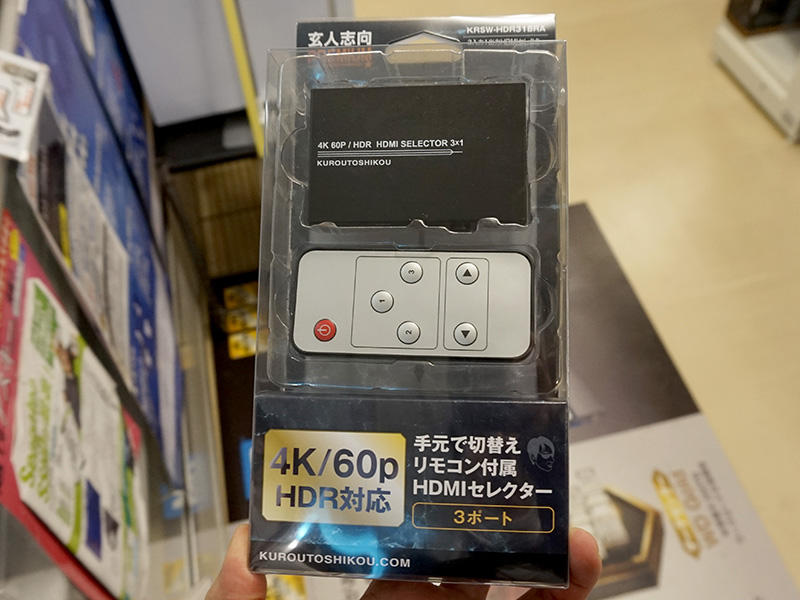 玄人志向
PREMIUM
KRSW-HDR31BRA
4K 60P / HDR HDMI SELECTOR 3x1
KUROUTOSHIKOU
3
1
2
4K/60p
HDR対応
手元で切替え
リモコン付属
HDMIセレクター
3ポート
KUROUTOSHIKOU.COM